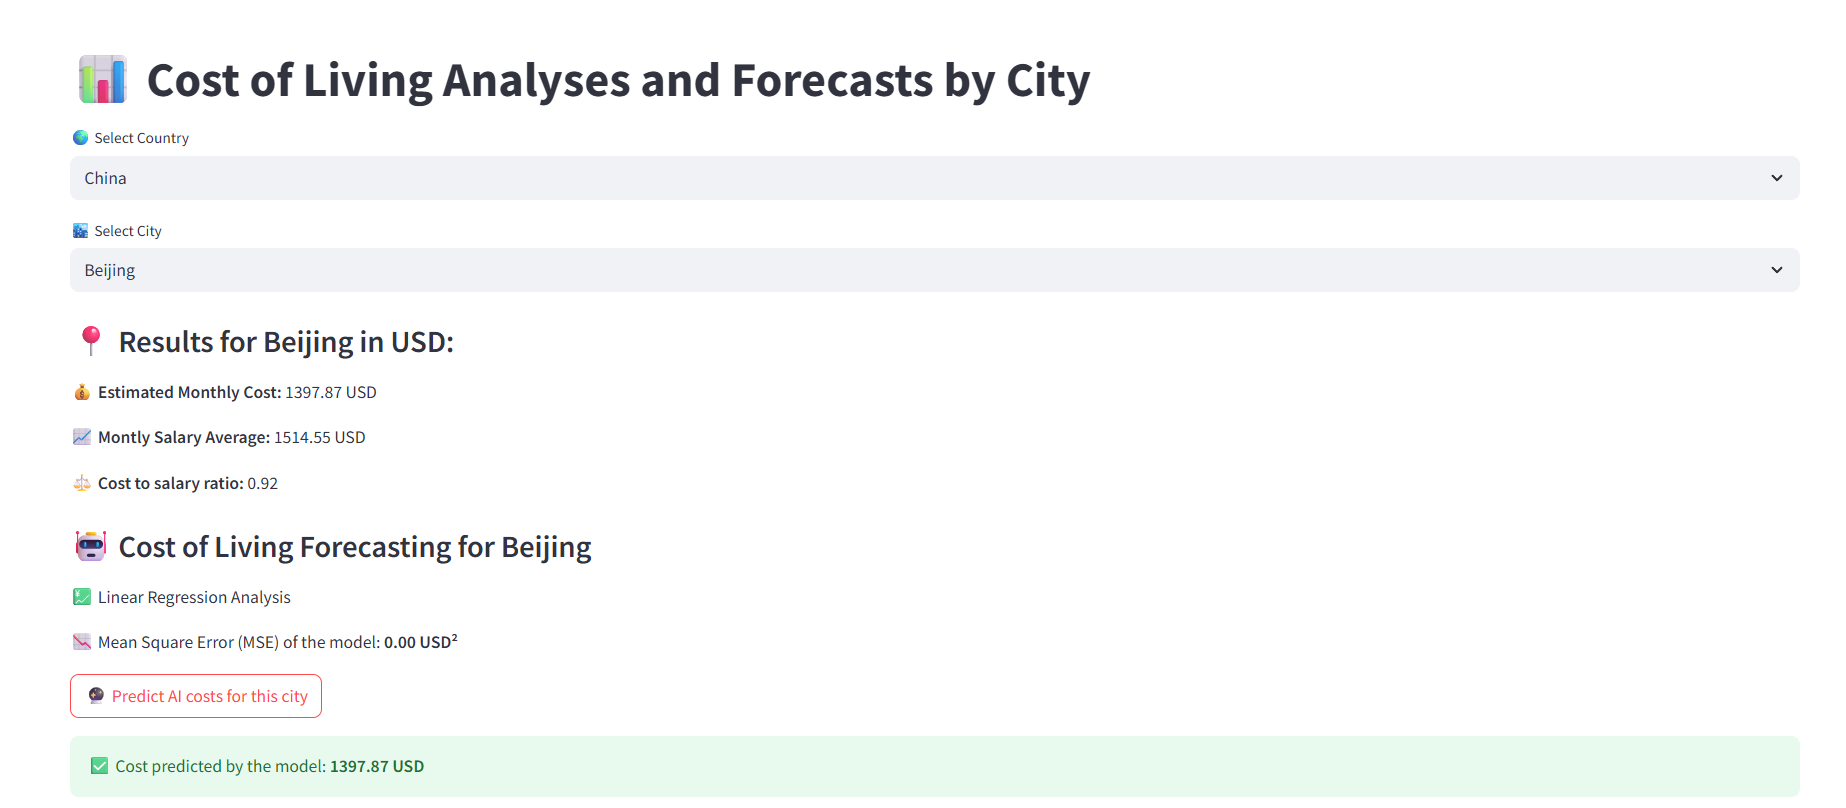 Cost of Living Analyses and Forecasts by City
Select Country
China
Select City
Beijing
Results for Beijing in USD:
Estimated Monthly Cost: 1397.87 USD
Montly Salary Average: 1514.55 USD
Cost to salary ratio: 0.92
Cost of Living Forecasting for Beijing
Linear Regression Analysis
Mean Square Error (MSE) of the model: 0.00 USD²
Predict AI costs for this city
Cost predicted by the model: 1397.87 USD